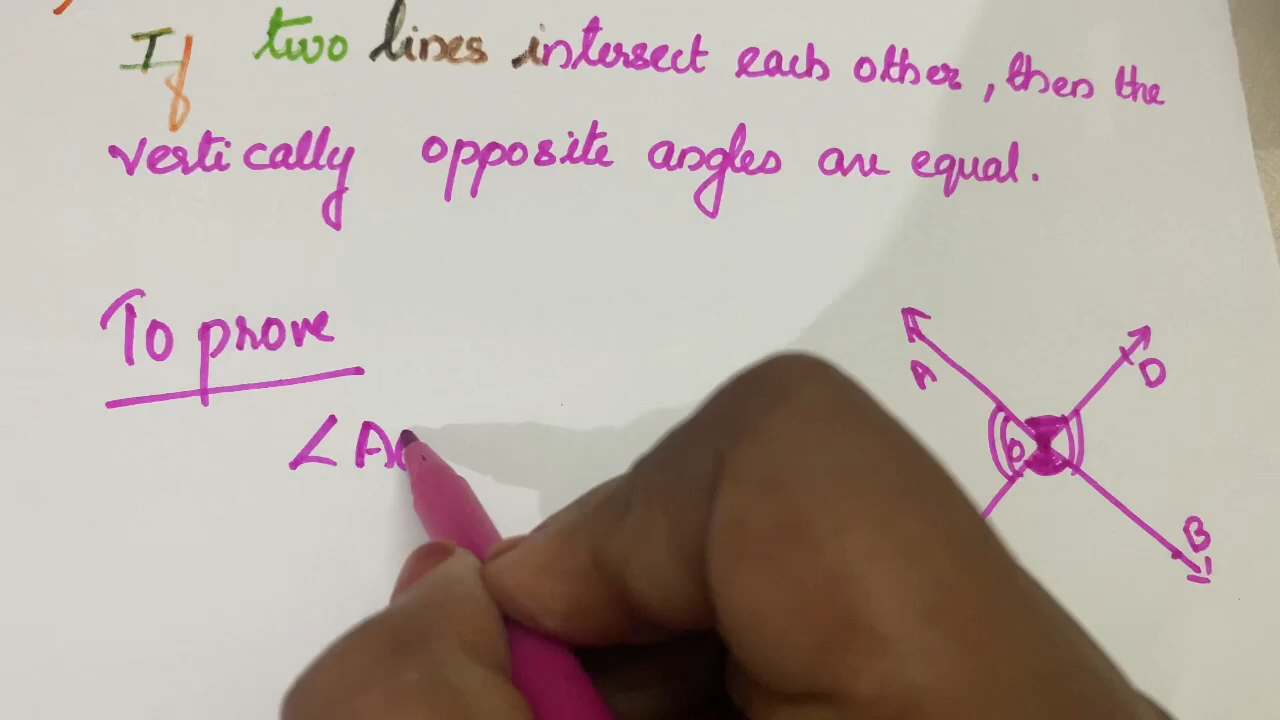 If two lines intersect each other, then the
vertically opposite angles are equal.
To prove
∠A
A
D
O
B